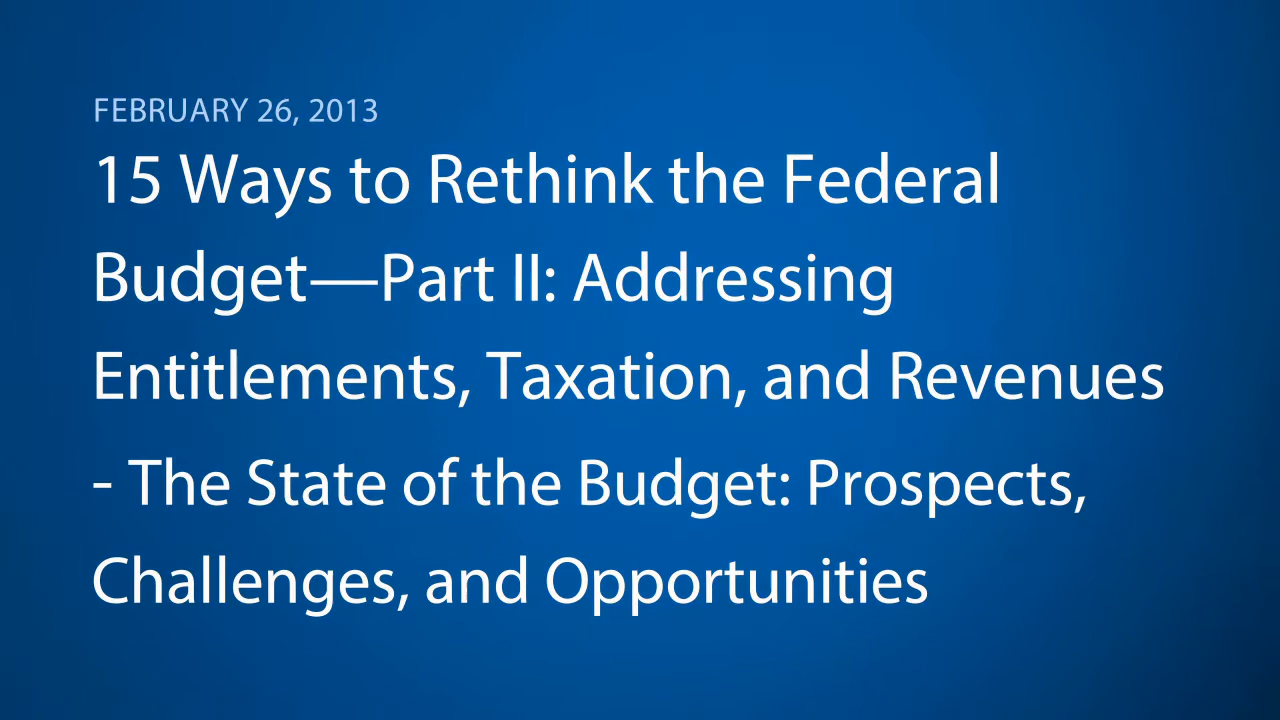 FEBRUARY 26, 2013
15 Ways to Rethink the Federal
Budget—Part II: Addressing
Entitlements, Taxation, and Revenues
- The State of the Budget: Prospects,
Challenges, and Opportunities